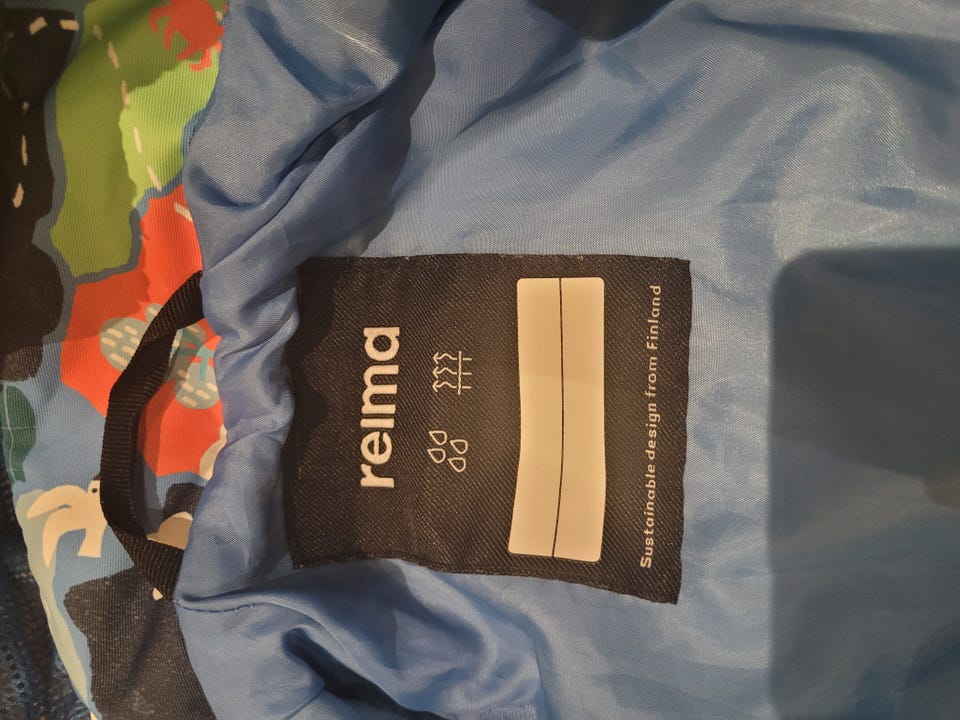 reima
Sustainable design from Finland